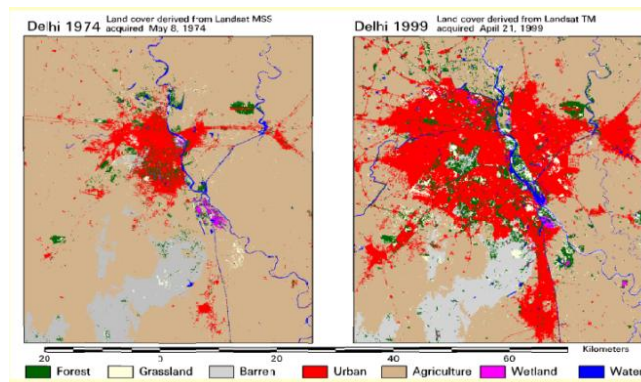 Delhi 1974 Land cover derived from Landsat MSS
acquired May 8, 1974
Delhi 1999 Land cover derived from Landsat TM
acquired April 21, 1999
Kilometers
20 0 20 40 60
Forest Grassland Barren Urban Agriculture Wetland Water